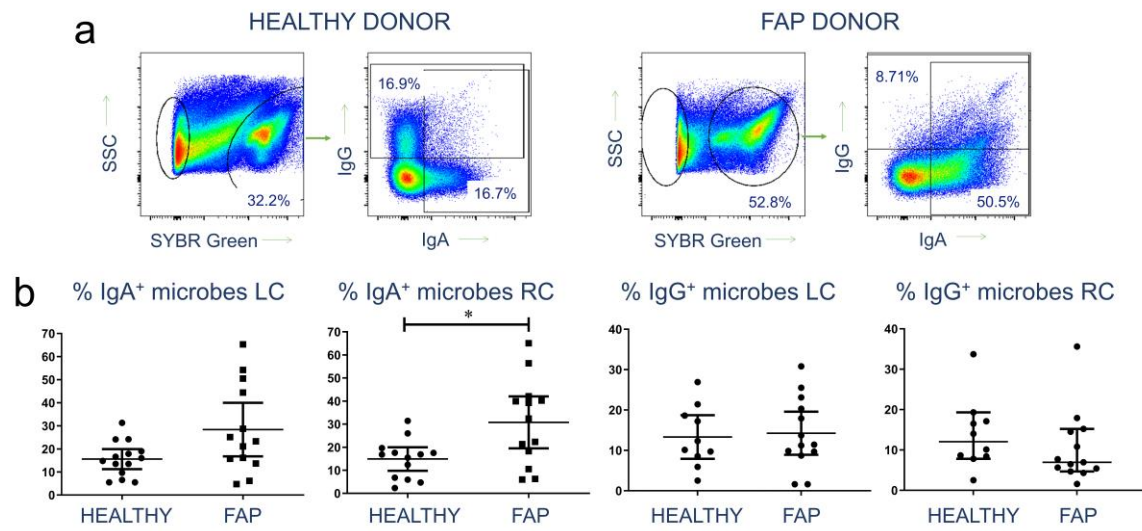 a
HEALTHY DONOR
FAP DONOR
SSC
32.2%
SYBR Green
IgG
16.9%
16.7%
IgA
SSC
52.8%
SYBR Green
IgG
8.71%
50.5%
IgA
b
% IgA⁺ microbes LC
70
60
50
40
30
20
10
0
HEALTHY FAP
% IgA⁺ microbes RC
*
70
60
50
40
30
20
10
0
HEALTHY FAP
% IgG⁺ microbes LC
40
30
20
10
0
HEALTHY FAP
% IgG⁺ microbes RC
40
30
20
10
0
HEALTHY FAP